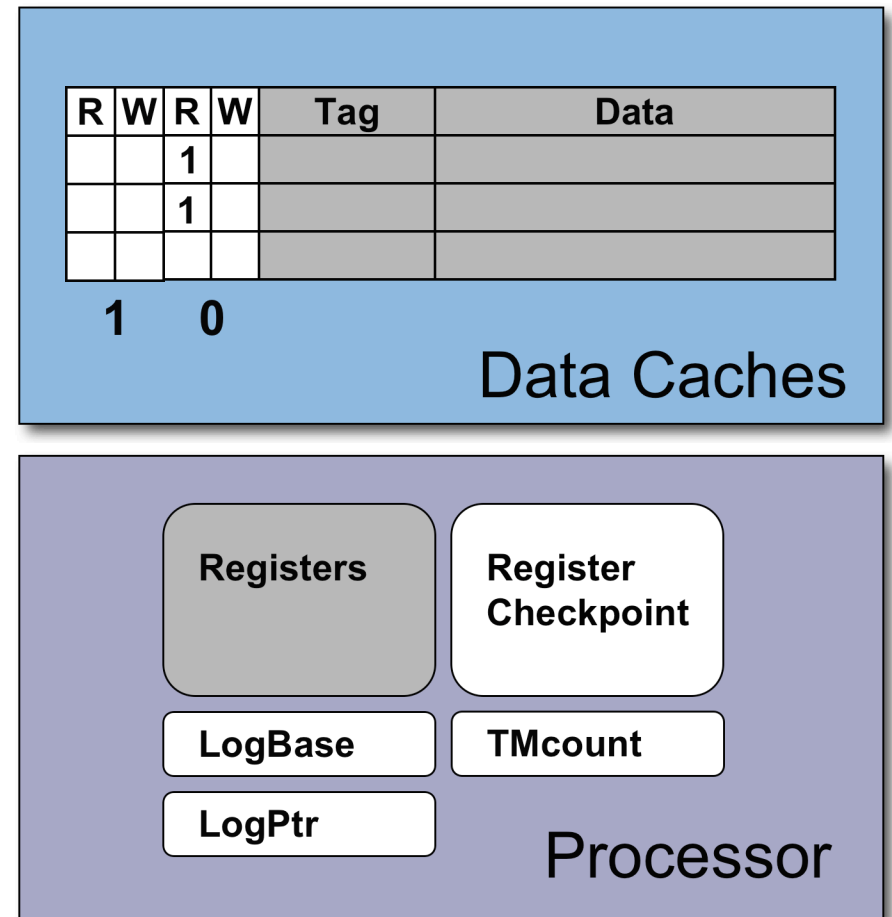 R W R W Tag Data
1
1
1 0
Data Caches
Registers
Register
Checkpoint
LogBase
TMcount
LogPtr
Processor